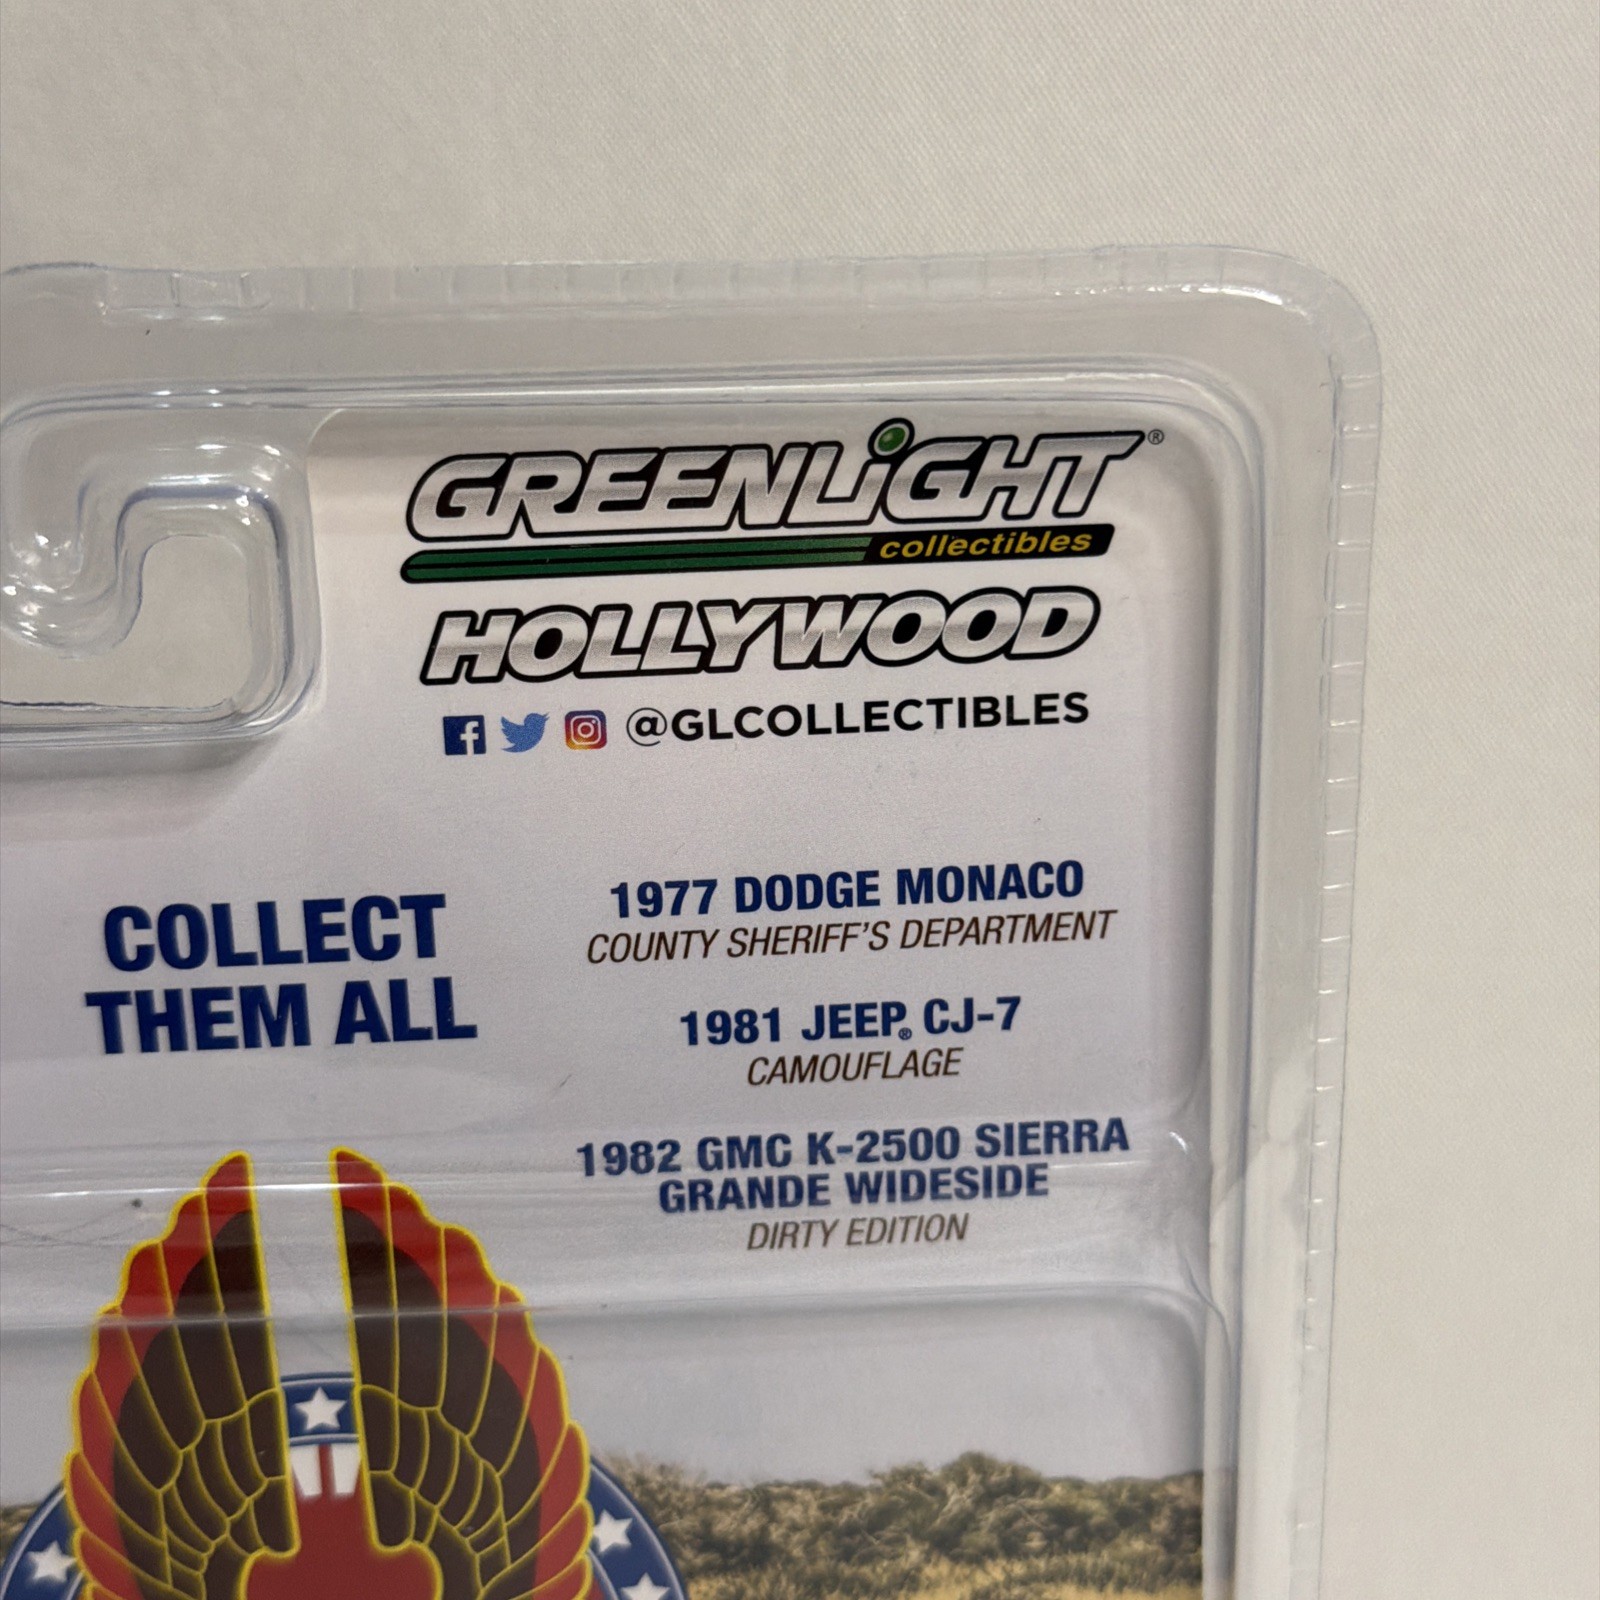 GREENLiGHT®
collectibles
HOLLYWOOD
@GLCOLLECTIBLES
COLLECT
THEM ALL
1977 DODGE MONACO
COUNTY SHERIFF'S DEPARTMENT
1981 JEEP® CJ-7
CAMOUFLAGE
1982 GMC K-2500 SIERRA
GRANDE WIDESIDE
DIRTY EDITION